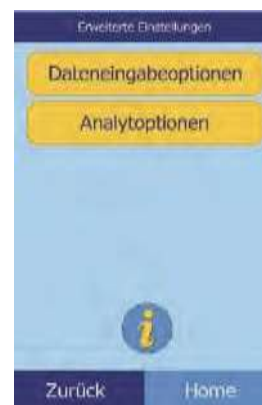 Erweiterte Einstellungen
Dateneingabeoptionen
Analytoptionen
i
Zurück Home